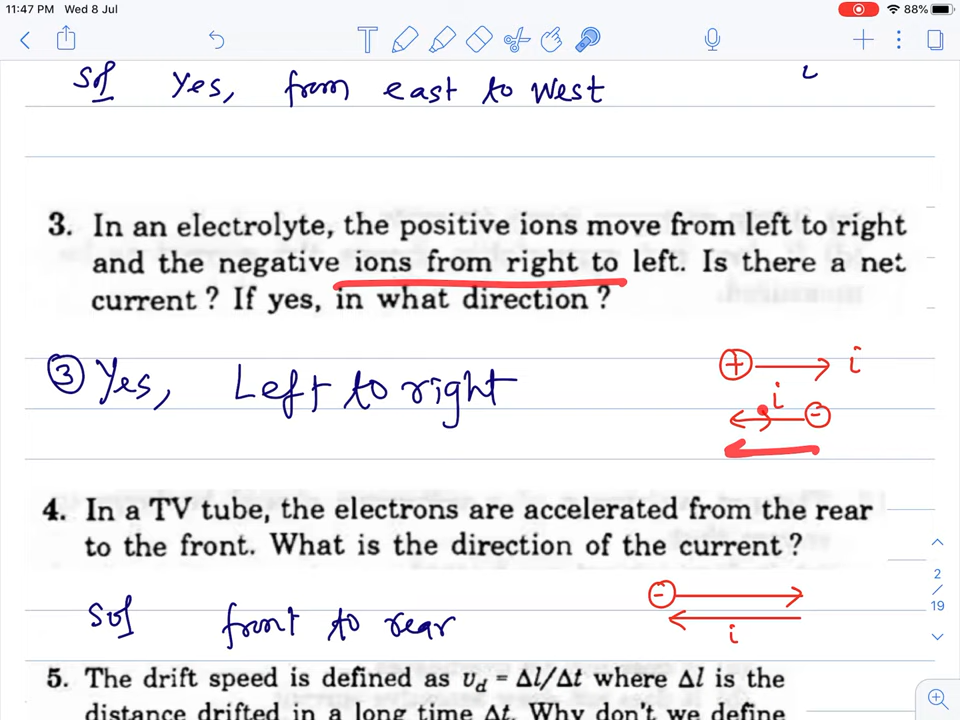 11:47 PM Wed 8 Jul
88%
T
i
Sol Yes, from east to west
3. In an electrolyte, the positive ions move from left to right
and the negative ions from right to left. Is there a net
current ? If yes, in what direction ?
3 Yes, Left to right
+ i
i
-
4. In a TV tube, the electrons are accelerated from the rear
to the front. What is the direction of the current ?
-
Sol front to rear
i
2
/
19
5. The drift speed is defined as vd = Δl/Δt where Δl is the
distance drifted in a long time Δt. Why don't we define